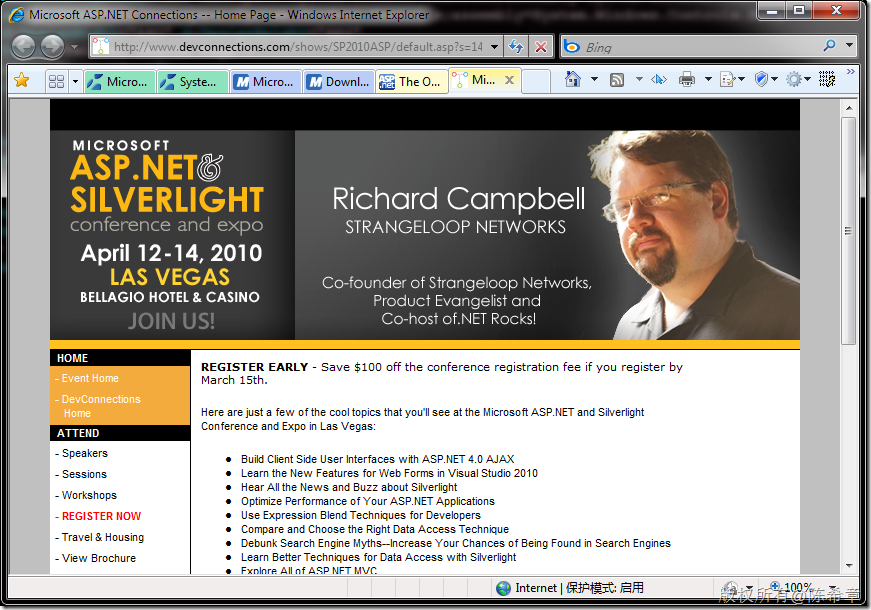 Microsoft ASP.NET Connections -- Home Page - Windows Internet Explorer
http://www.devconnections.com/shows/SP2010ASP/default.asp?s=14
Bing
Micro...
Syste...
Micro...
Downl...
The O...
Mi...
MICROSOFT
ASP.NET&
SILVERLIGHT
conference and expo
April 12-14, 2010
LAS VEGAS
BELLAGIO HOTEL & CASINO
JOIN US!
Richard Campbell
STRANGELOOP NETWORKS
Co-founder of Strangeloop Networks,
Product Evangelist and
Co-host of.NET Rocks!
HOME
- Event Home
- DevConnections
Home
ATTEND
- Speakers
- Sessions
- Workshops
- REGISTER NOW
- Travel & Housing
- View Brochure
REGISTER EARLY - Save $100 off the conference registration fee if you register by
March 15th.
Here are just a few of the cool topics that you'll see at the Microsoft ASP.NET and Silverlight
Conference and Expo in Las Vegas:
• Build Client Side User Interfaces with ASP.NET 4.0 AJAX
• Learn the New Features for Web Forms in Visual Studio 2010
• Hear All the News and Buzz about Silverlight
• Optimize Performance of Your ASP.NET Applications
• Use Expression Blend Techniques for Developers
• Compare and Choose the Right Data Access Technique
• Debunk Search Engine Myths--Increase Your Chances of Being Found in Search Engines
• Learn Better Techniques for Data Access with Silverlight
• Explore All of ASP.NET MVC
Internet | 保护模式: 启用
100%
版权所有@陈希章